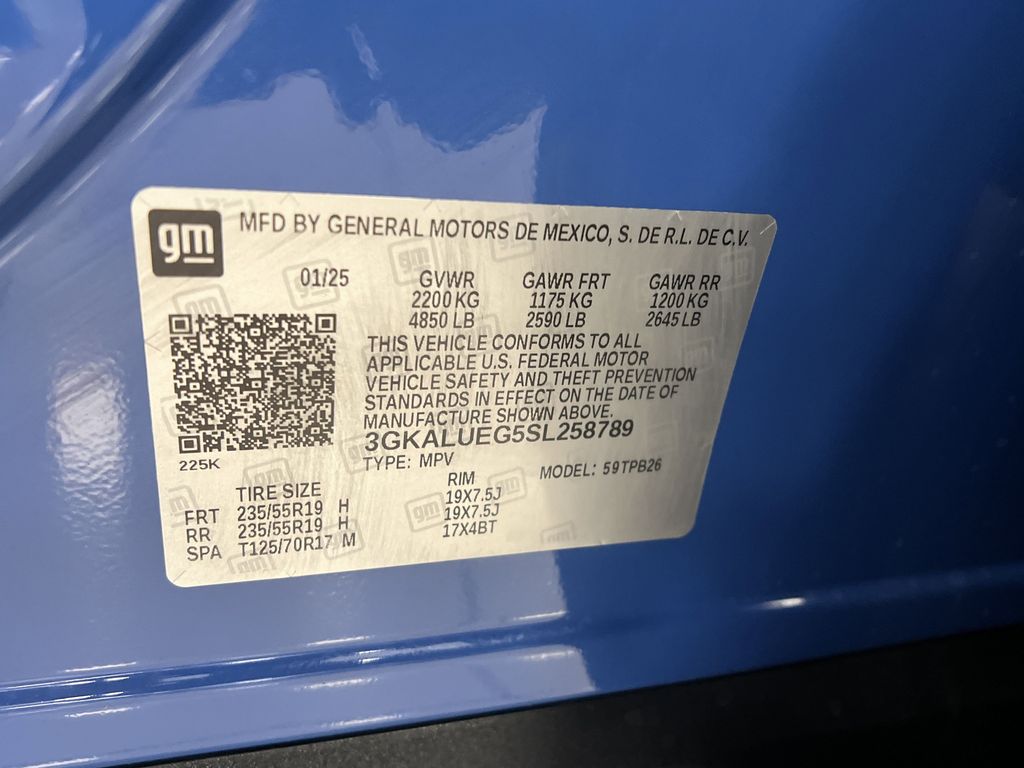 gm
MFD BY GENERAL MOTORS DE MEXICO, S. DE R.L. DE C.V.
01/25 GVWR GAWR FRT GAWR RR
2200 KG 1175 KG 1200 KG
4850 LB 2590 LB 2645 LB
THIS VEHICLE CONFORMS TO ALL
APPLICABLE U.S. FEDERAL MOTOR
VEHICLE SAFETY AND THEFT PREVENTION
STANDARDS IN EFFECT ON THE DATE OF
MANUFACTURE SHOWN ABOVE.
3GKALUEG5SL258789
225K
TYPE: MPV MODEL: 59TPB26
TIRE SIZE RIM
FRT 235/55R19 H 19X7.5J
RR 235/55R19 H 19X7.5J
SPA T125/70R17 M 17X4BT